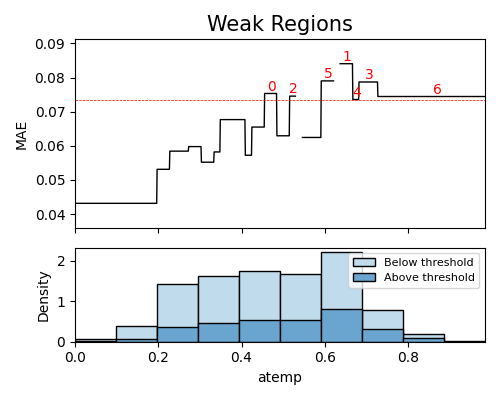 Weak Regions
0.09
0.08
0.07
0.06
0.05
0.04
MAE
0 2 5 1 4 3 6
2
1
0
Density
Below threshold
Above threshold
0.0 0.2 0.4 0.6 0.8
atemp